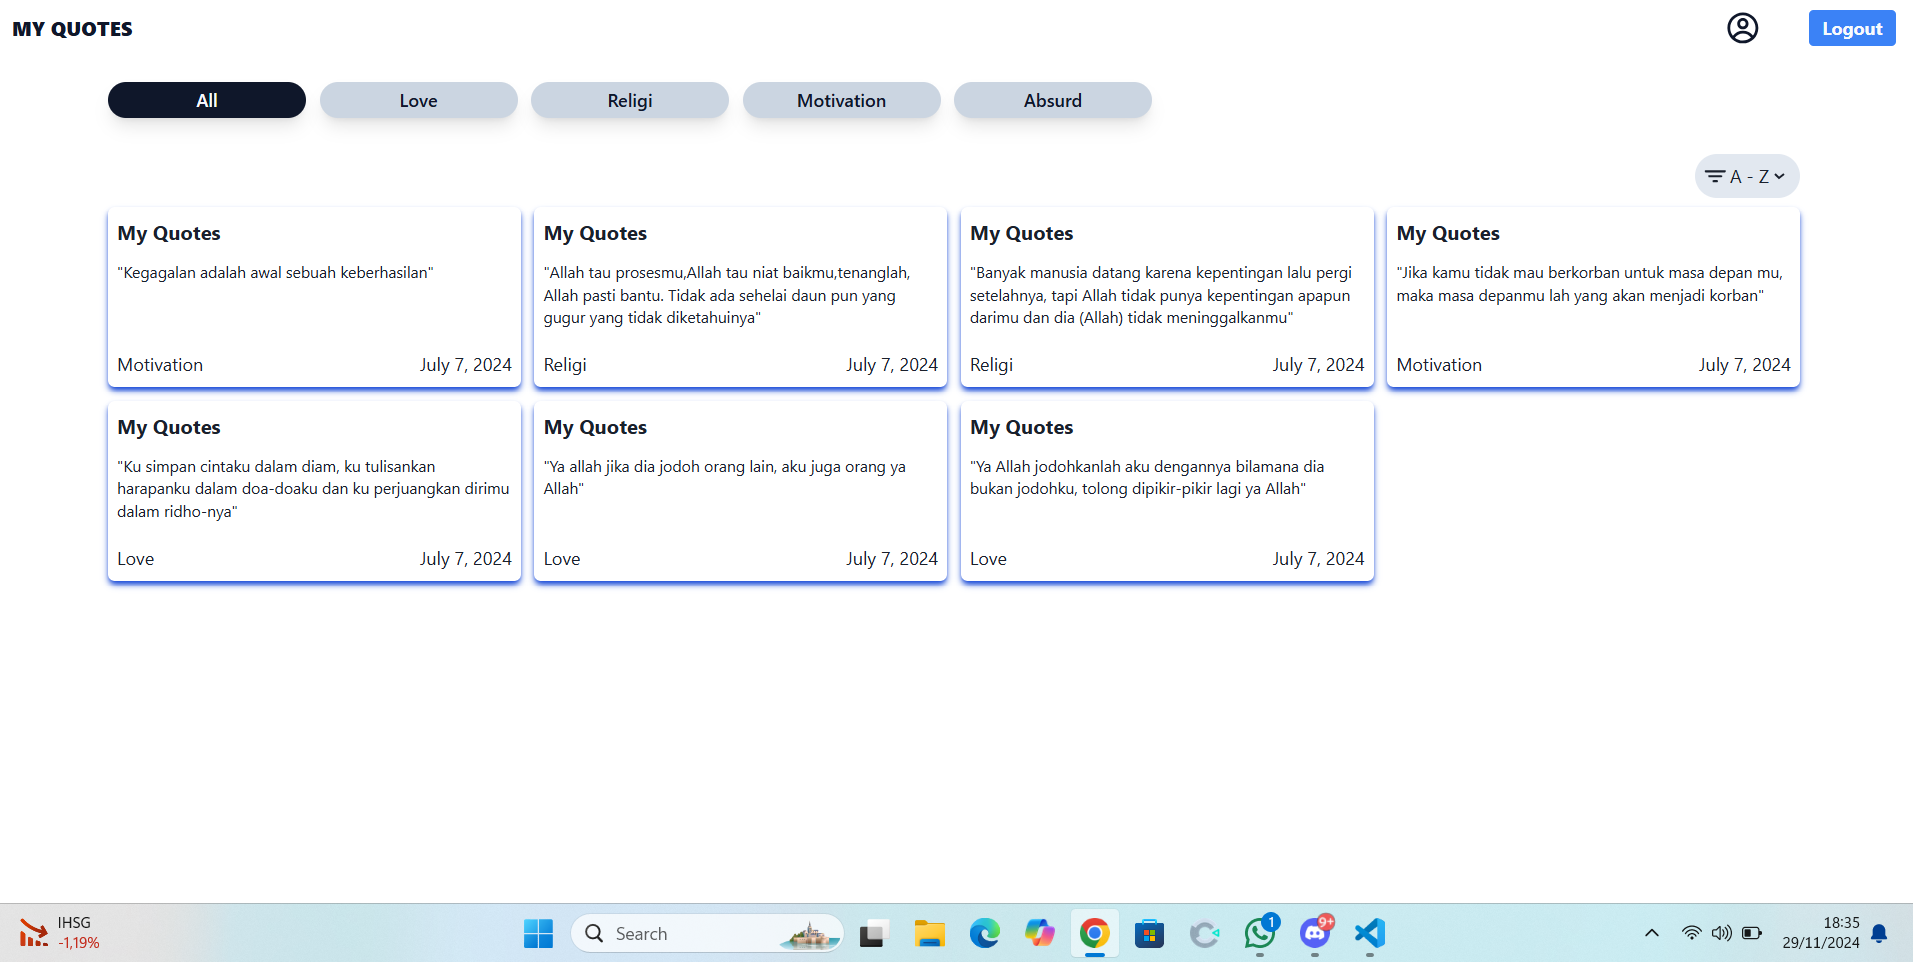 MY QUOTES
Logout
All
Love
Religi
Motivation
Absurd
A - Z
My Quotes
"Kegagalan adalah awal sebuah keberhasilan"
Motivation
July 7, 2024
My Quotes
"Allah tau prosesmu,Allah tau niat baikmu,tenanglah,
Allah pasti bantu. Tidak ada sehelai daun pun yang
gugur yang tidak diketahuinya"
Religi
July 7, 2024
My Quotes
"Banyak manusia datang karena kepentingan lalu pergi
setelahnya, tapi Allah tidak punya kepentingan apapun
darimu dan dia (Allah) tidak meninggalkanmu"
Religi
July 7, 2024
My Quotes
"Jika kamu tidak mau berkorban untuk masa depan mu,
maka masa depanmu lah yang akan menjadi korban"
Motivation
July 7, 2024
My Quotes
"Ku simpan cintaku dalam diam, ku tulisankan
harapanku dalam doa-doaku dan ku perjuangkan dirimu
dalam ridho-nya"
Love
July 7, 2024
My Quotes
"Ya allah jika dia jodoh orang lain, aku juga orang ya
Allah"
Love
July 7, 2024
My Quotes
"Ya Allah jodohkanlah aku dengannya bilamana dia
bukan jodohku, tolong dipikir-pikir lagi ya Allah"
Love
July 7, 2024
IHSG
-1,19%
Search
1
9+
18:35
29/11/2024